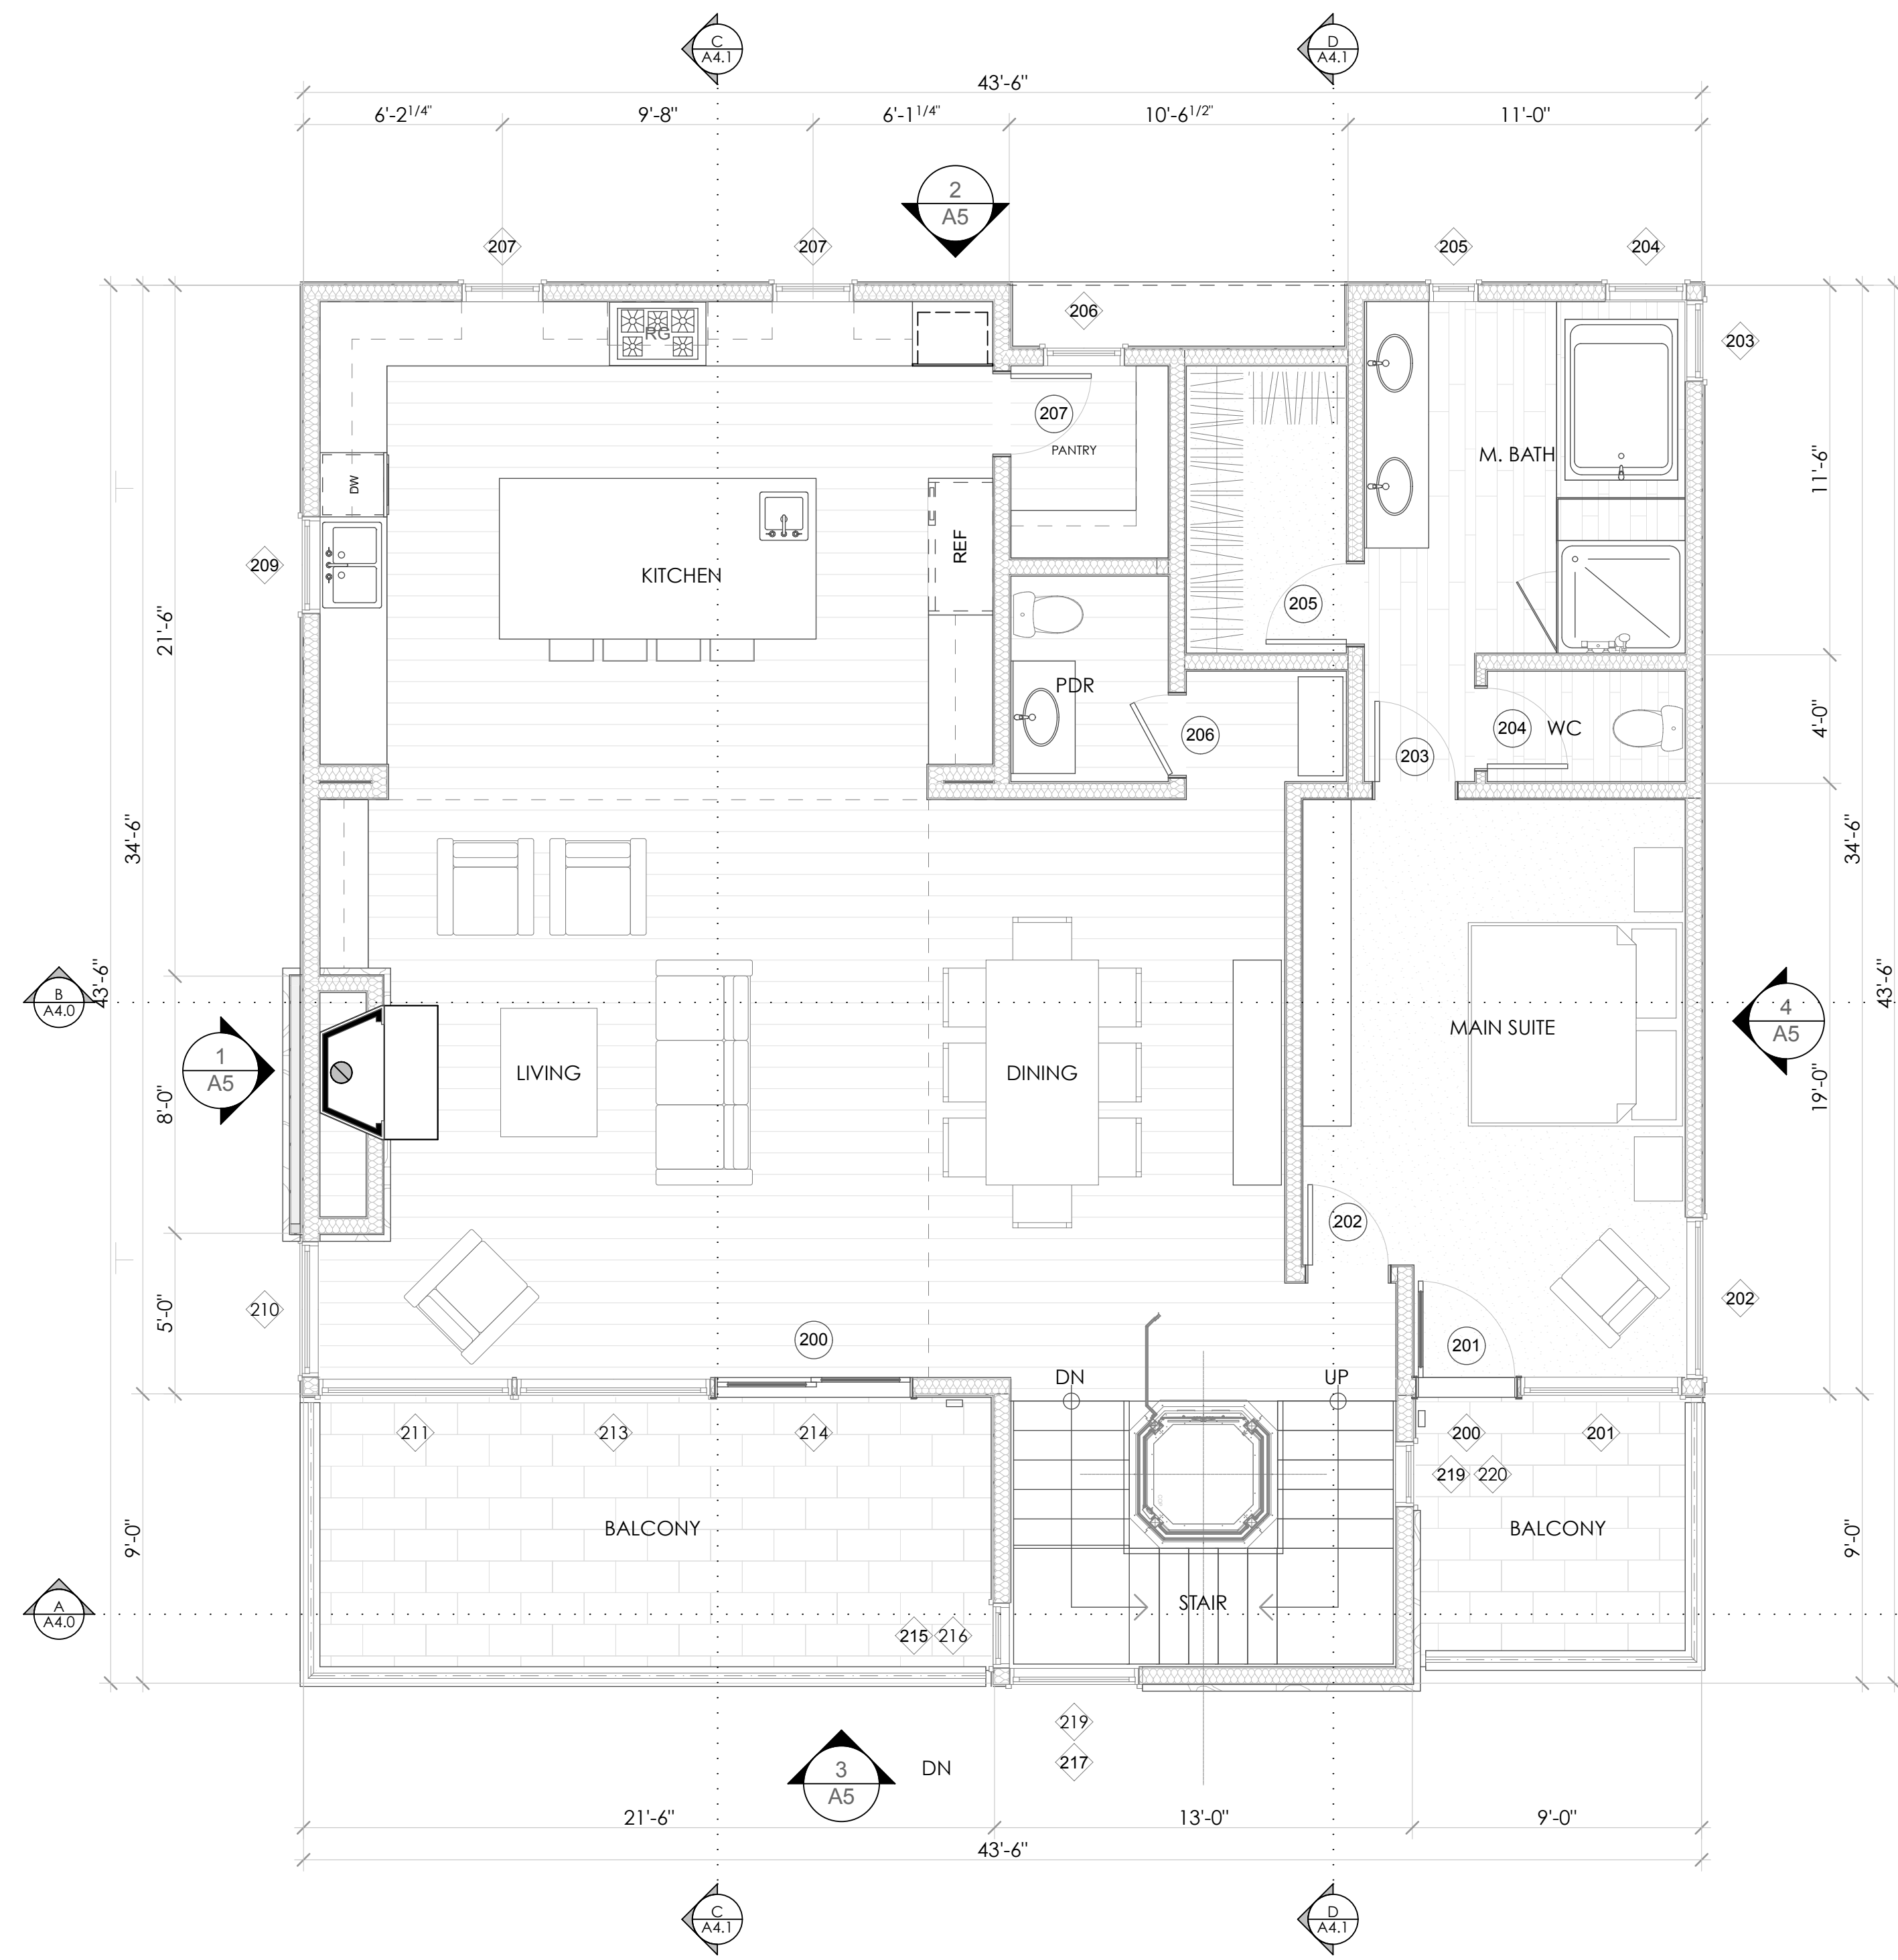 C
A4.1
D
A4.1
43'-6"
6'-2 1/4"
9'-8"
6'-1 1/4"
10'-6 1/2"
11'-0"
2
A5
207
207
205
204
206
203
RG
207
PANTRY
M. BATH
11'-6"
DW
209
KITCHEN
REF
205
21'-6"
PDR
206
203
204
WC
4'-0"
34'-6"
34'-6"
B
A4.0
43'-6"
43'-6"
1
A5
8'-0"
LIVING
DINING
MAIN SUITE
4
A5
19'-0"
202
210
5'-0"
202
200
201
DN
UP
211
213
214
200
201
219
220
9'-0"
BALCONY
BALCONY
9'-0"
A
A4.0
STAIR
215
216
219
217
3
A5
DN
21'-6"
13'-0"
9'-0"
43'-6"
C
A4.1
D
A4.1